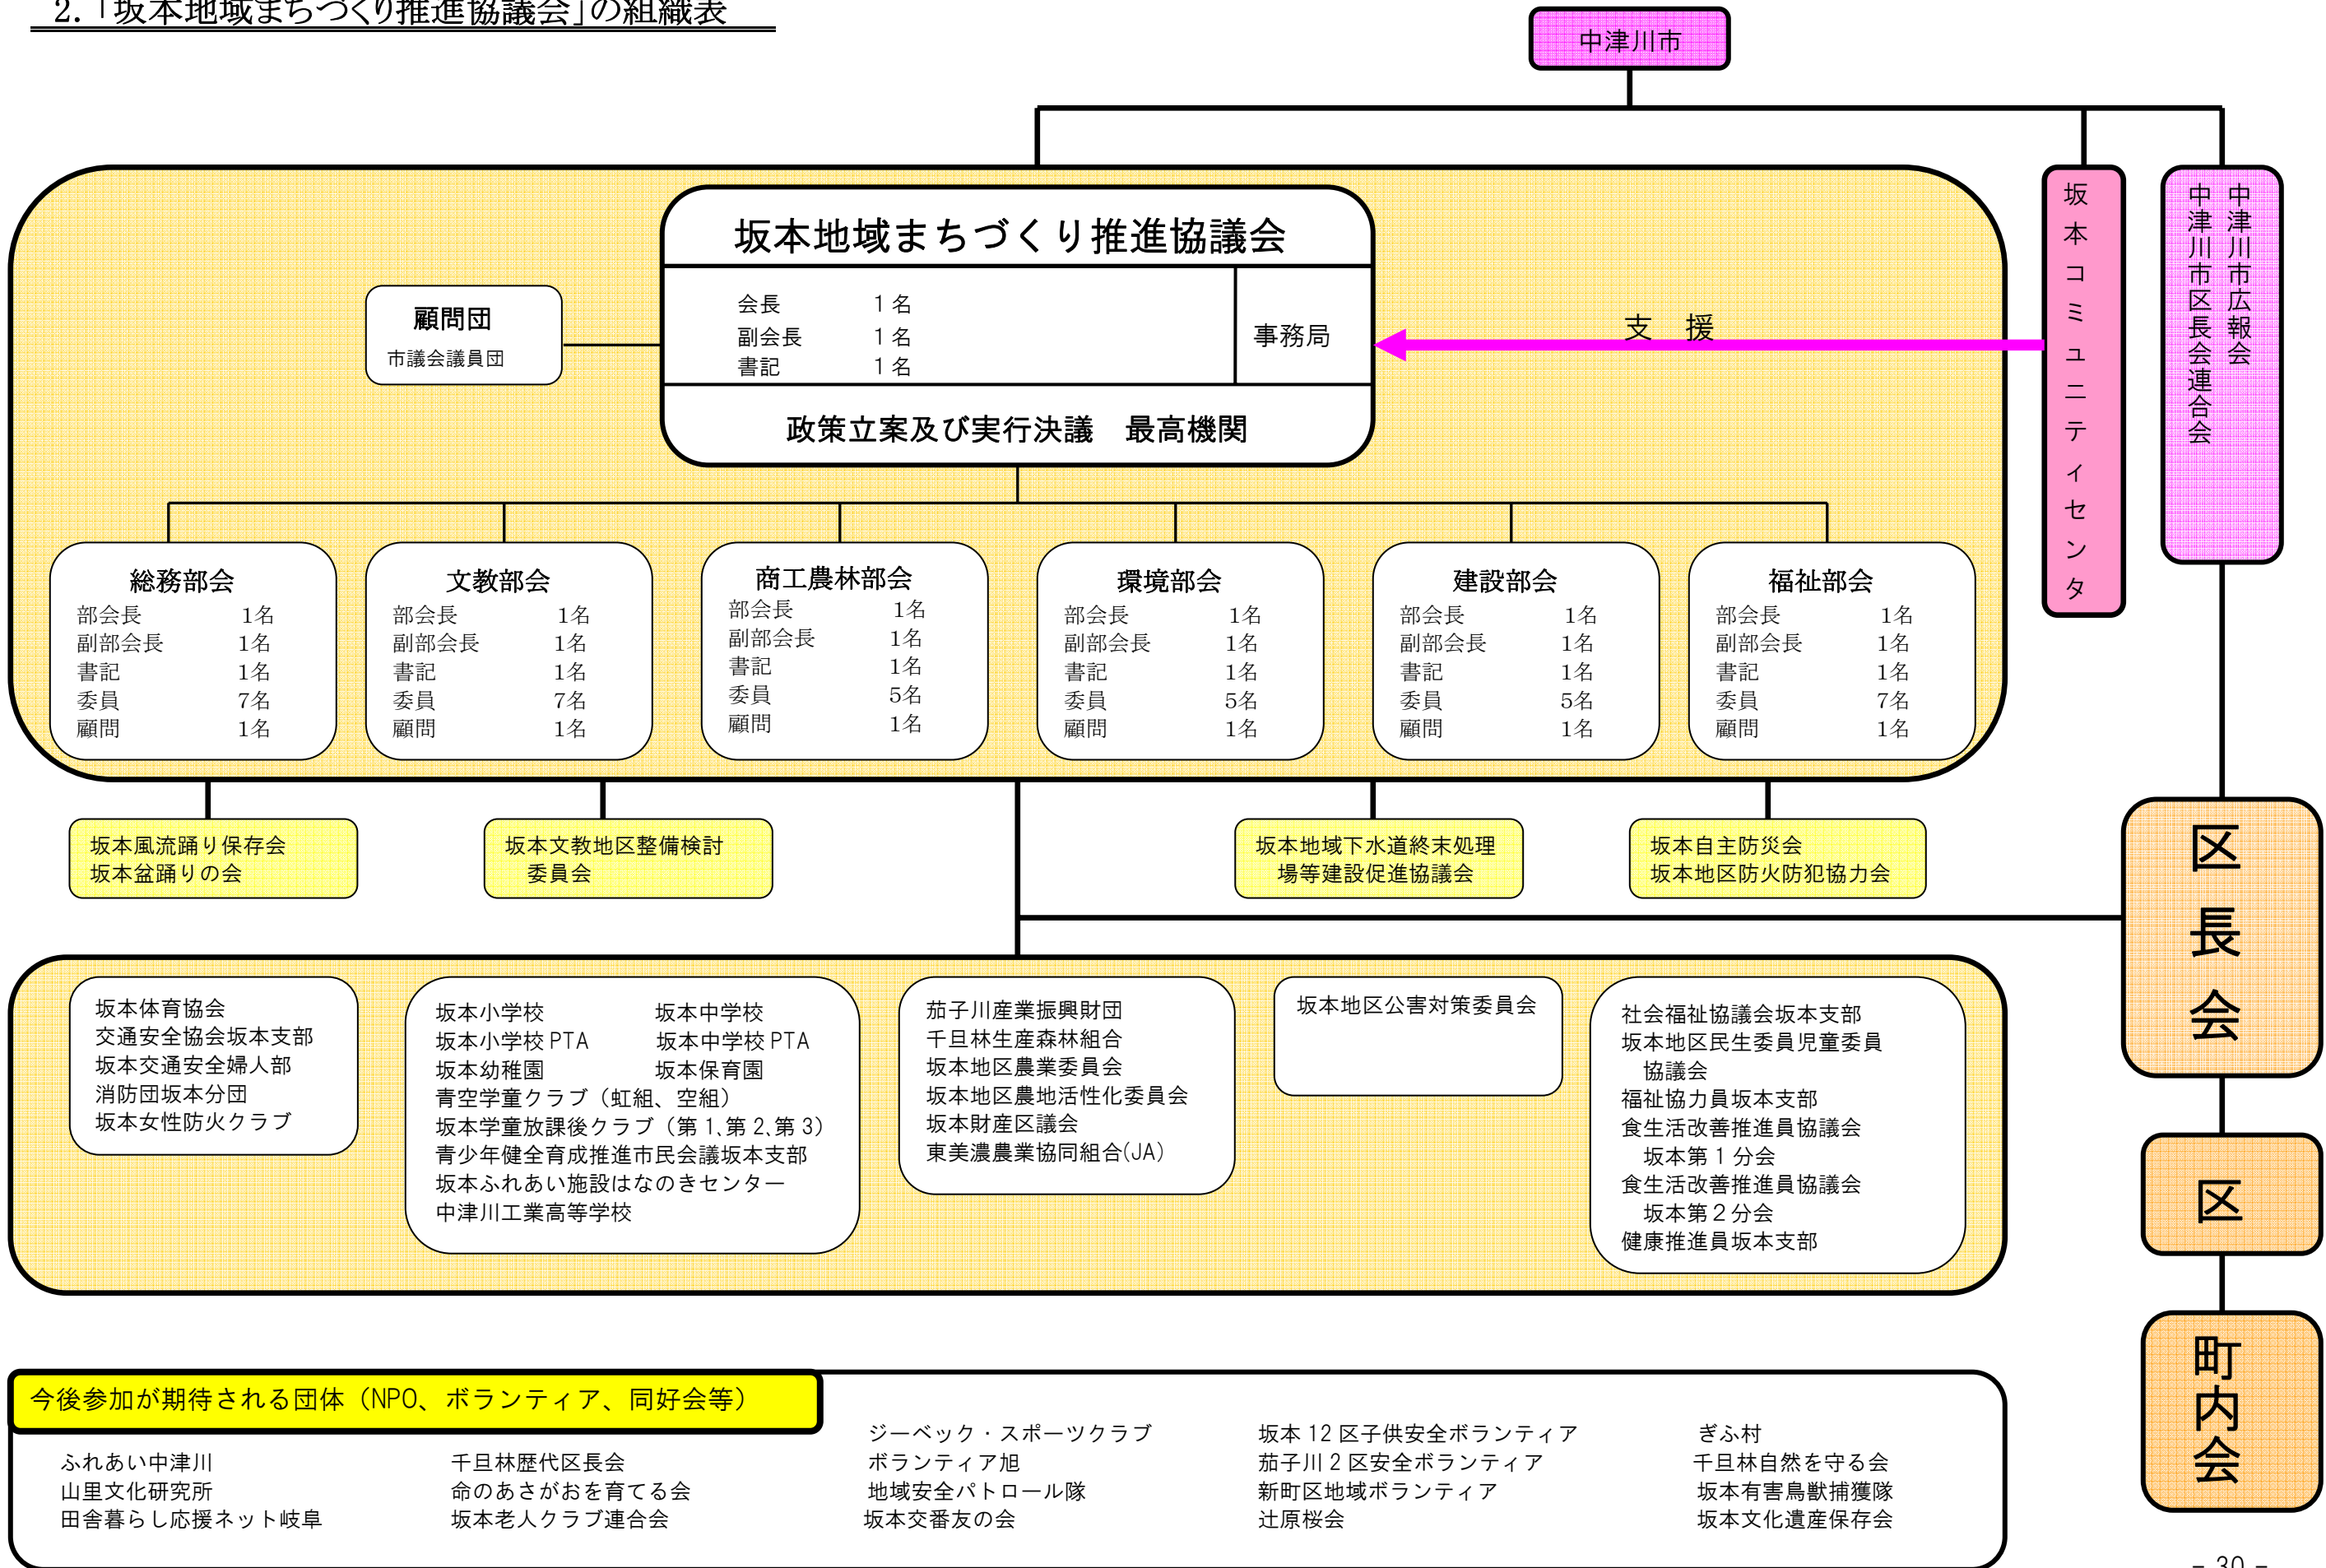 2.「坂本地域まちづくり推進協議会」の組織表
中津川市
坂本地域まちづくり推進協議会
会長 1名
副会長 1名
書記 1名
事務局
政策立案及び実行決議 最高機関
顧問団
市議会議員団
支 援
坂本コミュニティセンタ
中津川市広報会
中津川市区長会連合会
総務部会
部会長 1名
副部会長 1名
書記 1名
委員 7名
顧問 1名
文教部会
部会長 1名
副部会長 1名
書記 1名
委員 7名
顧問 1名
商工農林部会
部会長 1名
副部会長 1名
書記 1名
委員 5名
顧問 1名
環境部会
部会長 1名
副部会長 1名
書記 1名
委員 5名
顧問 1名
建設部会
部会長 1名
副部会長 1名
書記 1名
委員 5名
顧問 1名
福祉部会
部会長 1名
副部会長 1名
書記 1名
委員 7名
顧問 1名
坂本風流踊り保存会
坂本盆踊りの会
坂本文教地区整備検討
委員会
坂本地域下水道終末処理
場等建設促進協議会
坂本自主防災会
坂本地区防火防犯協力会
区長会
区
町内会
坂本体育協会
交通安全協会坂本支部
坂本交通安全婦人部
消防団坂本分団
坂本女性防火クラブ
坂本小学校 坂本中学校
坂本小学校 PTA 坂本中学校 PTA
坂本幼稚園 坂本保育園
青空学童クラブ（虹組、空組）
坂本学童放課後クラブ（第 1、第 2、第 3）
青少年健全育成推進市民会議坂本支部
坂本ふれあい施設はなのきセンター
中津川工業高等学校
茄子川産業振興財団
千旦林生産森林組合
坂本地区農業委員会
坂本地区農地活性化委員会
坂本財産区議会
東美濃農業協同組合(JA)
坂本地区公害対策委員会
社会福祉協議会坂本支部
坂本地区民生委員児童委員
協議会
福祉協力員坂本支部
食生活改善推進員協議会
坂本第 1 分会
食生活改善推進員協議会
坂本第 2 分会
健康推進員坂本支部
今後参加が期待される団体（NPO、ボランティア、同好会等）
ふれあい中津川
山里文化研究所
田舎暮らし応援ネット岐阜
千旦林歴代区長会
命のあさがおを育てる会
坂本老人クラブ連合会
ジーベック・スポーツクラブ
ボランティア旭
地域安全パトロール隊
坂本交番友の会
坂本 12 区子供安全ボランティア
茄子川 2 区安全ボランティア
新町区地域ボランティア
辻原桜会
ぎふ村
千旦林自然を守る会
坂本有害鳥獣捕獲隊
坂本文化遺産保存会
- 30 -